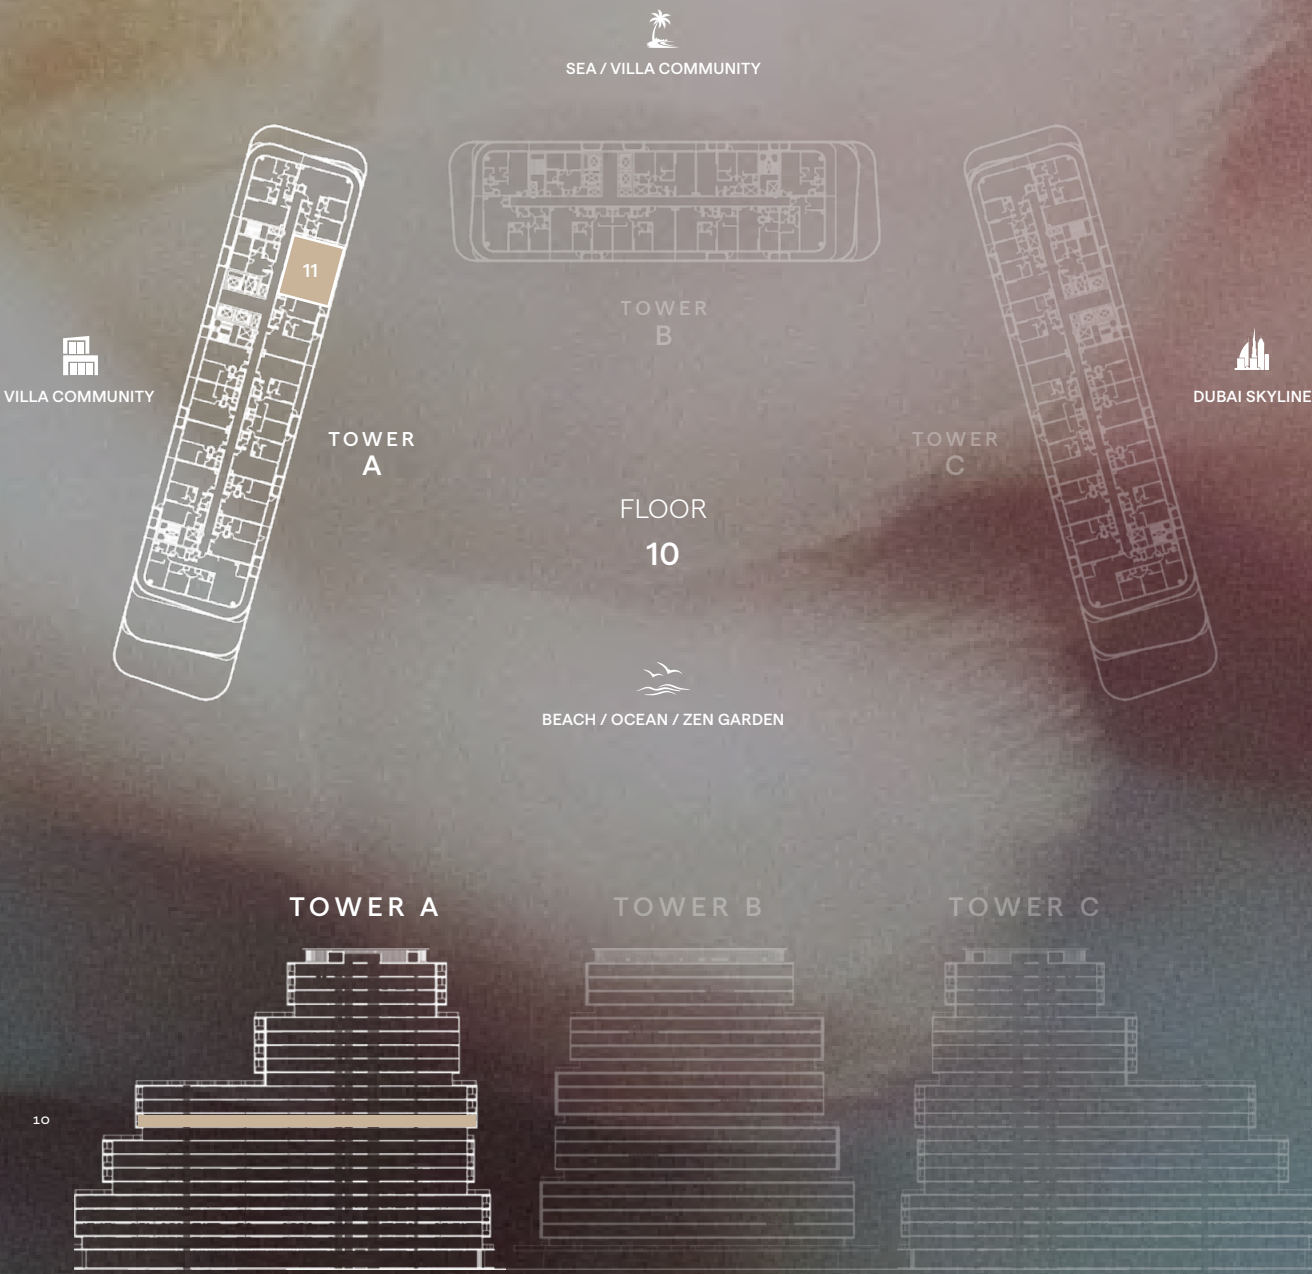 SEA / VILLA COMMUNITY
11
TOWER
B
VILLA COMMUNITY
DUBAI SKYLINE
TOWER
A
TOWER
C
FLOOR
10
BEACH / OCEAN / ZEN GARDEN
TOWER A
TOWER B
TOWER C
10